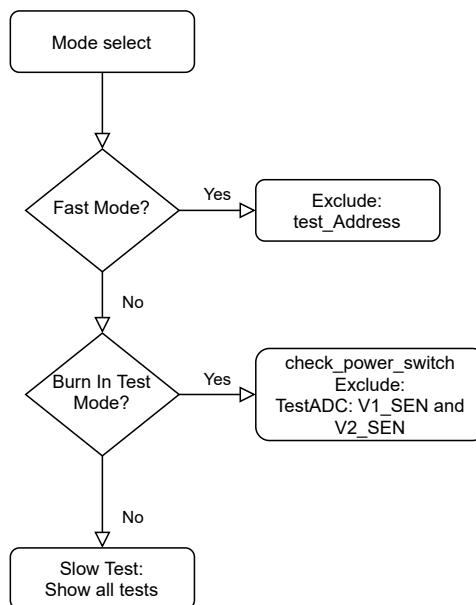 Mode select
Fast Mode?
Yes
Exclude:
test_Address
No
Burn In Test
Mode?
Yes
check_power_switch
Exclude:
TestADC: V1_SEN and
V2_SEN
No
Slow Test:
Show all tests